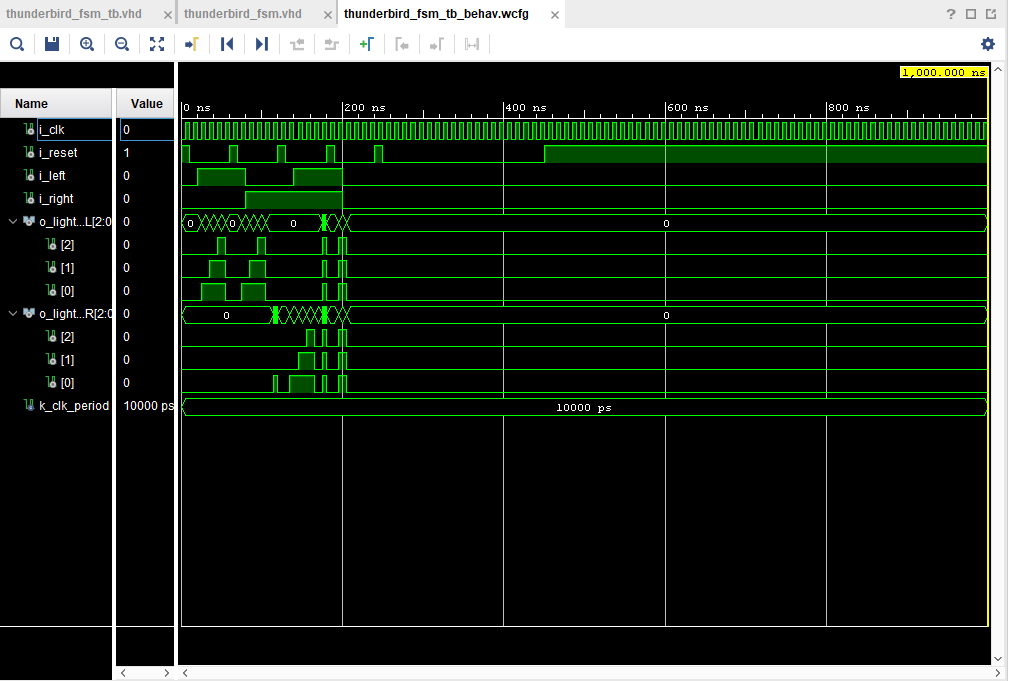 thunderbird_fsm_tb.vhd × thunderbird_fsm.vhd × thunderbird_fsm_tb_behav.wcfg × ?
1,000.000 ns
Name Value 0 ns 200 ns 400 ns 600 ns 800 ns
i_clk 0
i_reset 1
i_left 0
i_right 0
o_light...L[2:0 0 0 0 0 0
[2] 0
[1] 0
[0] 0
o_light...R[2:0 0 0 0
[2] 0
[1] 0
[0] 0
k_clk_period 10000 ps 10000 ps